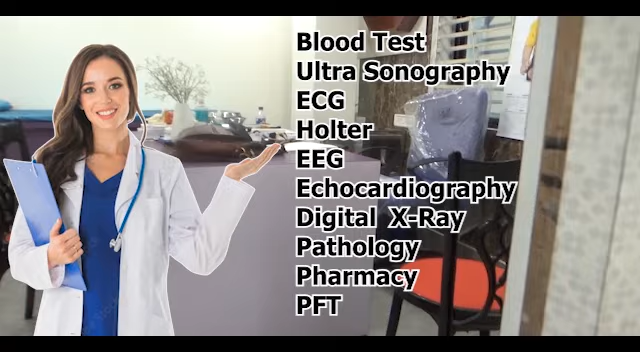 Blood Test
Ultra Sonography
ECG
Holter
EEG
Echocardiography
Digital X-Ray
Pathology
Pharmacy
PFT